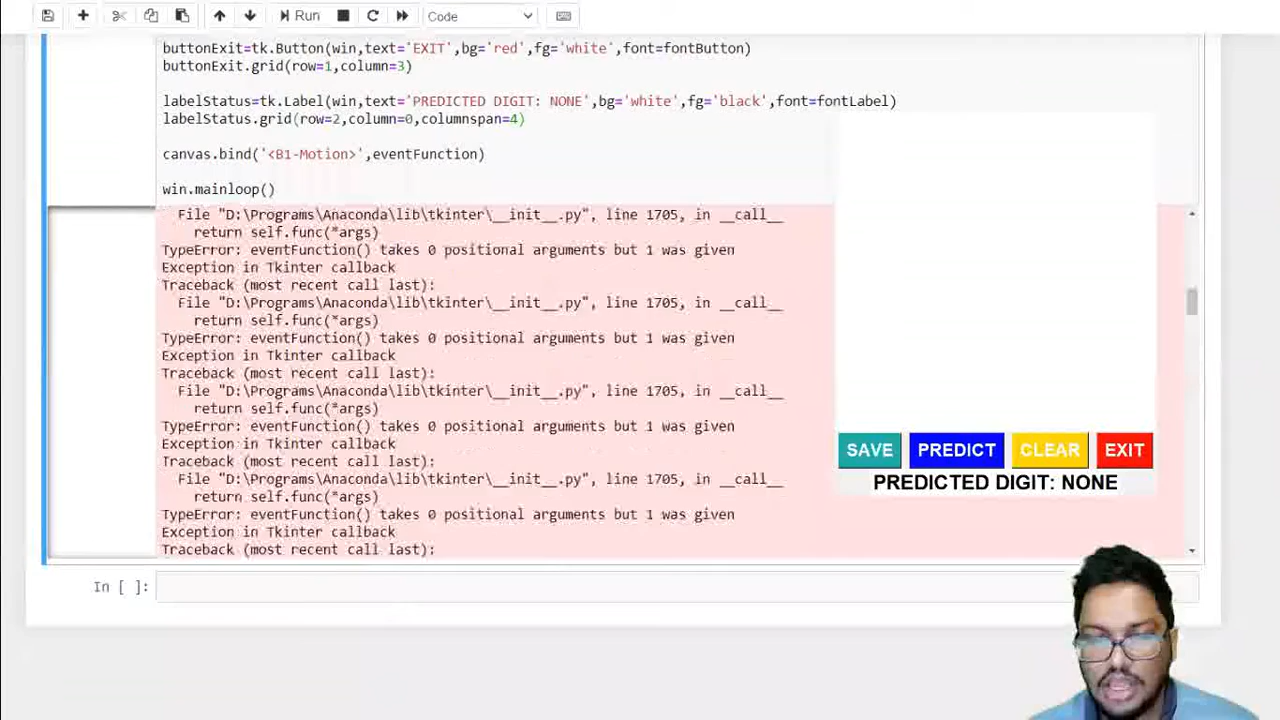 Run
Code
buttonExit=tk.Button(win,text='EXIT',bg='red',fg='white',font=fontButton)
buttonExit.grid(row=1,column=3)
labelStatus=tk.Label(win,text='PREDICTED DIGIT: NONE',bg='white',fg='black',font=fontLabel)
labelStatus.grid(row=2,column=0,columnspan=4)
canvas.bind('<B1-Motion>',eventFunction)
win.mainloop()
File "D:\Programs\Anaconda\lib\tkinter\__init__.py", line 1705, in __call__
return self.func(*args)
TypeError: eventFunction() takes 0 positional arguments but 1 was given
Exception in Tkinter callback
Traceback (most recent call last):
File "D:\Programs\Anaconda\lib\tkinter\__init__.py", line 1705, in __call__
return self.func(*args)
TypeError: eventFunction() takes 0 positional arguments but 1 was given
Exception in Tkinter callback
Traceback (most recent call last):
File "D:\Programs\Anaconda\lib\tkinter\__init__.py", line 1705, in __call__
return self.func(*args)
TypeError: eventFunction() takes 0 positional arguments but 1 was given
Exception in Tkinter callback
Traceback (most recent call last):
File "D:\Programs\Anaconda\lib\tkinter\__init__.py", line 1705, in __call__
return self.func(*args)
TypeError: eventFunction() takes 0 positional arguments but 1 was given
Exception in Tkinter callback
Traceback (most recent call last):
SAVE PREDICT CLEAR EXIT
PREDICTED DIGIT: NONE
In [ ]: